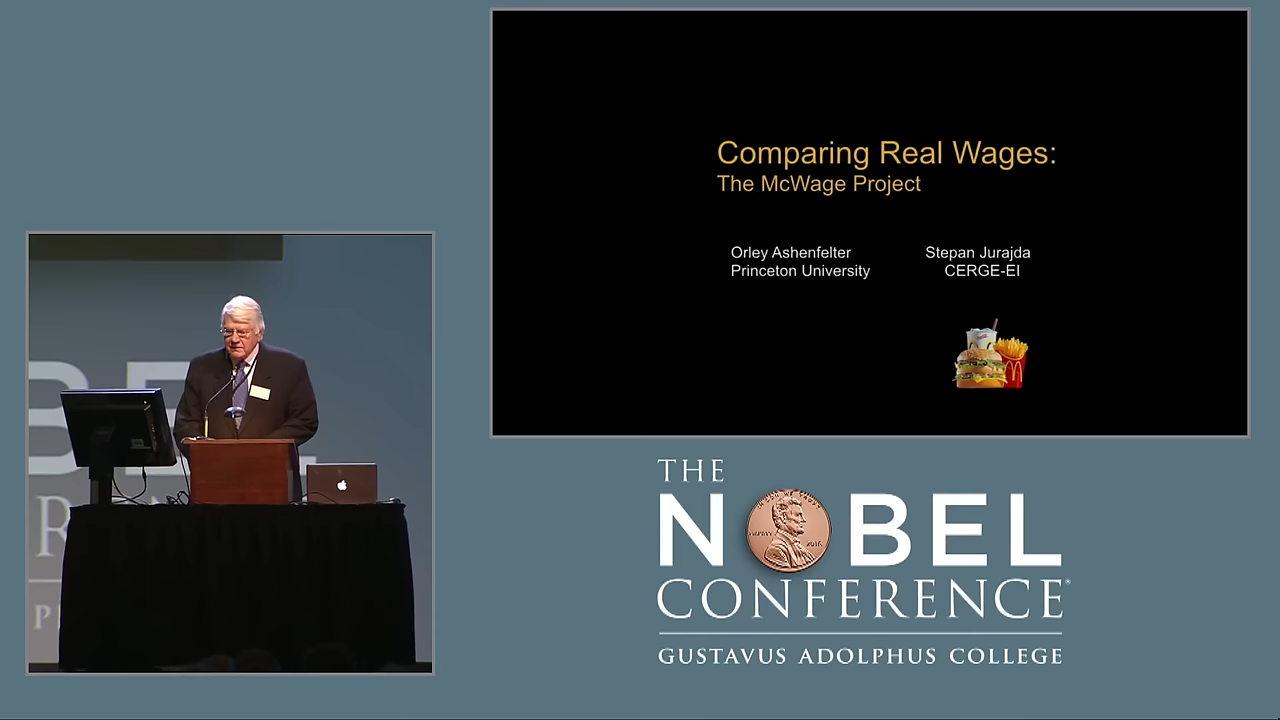 Comparing Real Wages:
The McWage Project
Orley Ashenfelter Stepan Jurajda
Princeton University CERGE-EI
THE
NOBEL
CONFERENCE®
GUSTAVUS ADOLPHUS COLLEGE